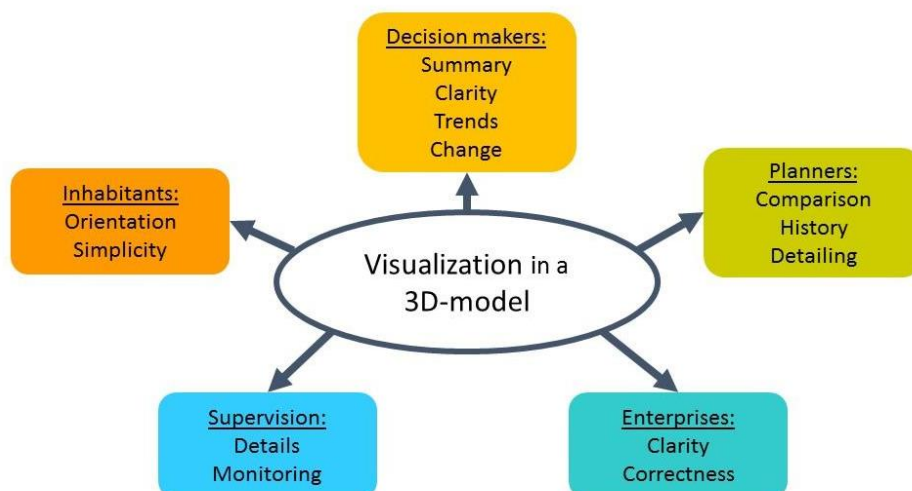 Decision makers:
Summary
Clarity
Trends
Change
Inhabitants:
Orientation
Simplicity
Planners:
Comparison
History
Detailing
Visualization in a
3D-model
Supervision:
Details
Monitoring
Enterprises:
Clarity
Correctness